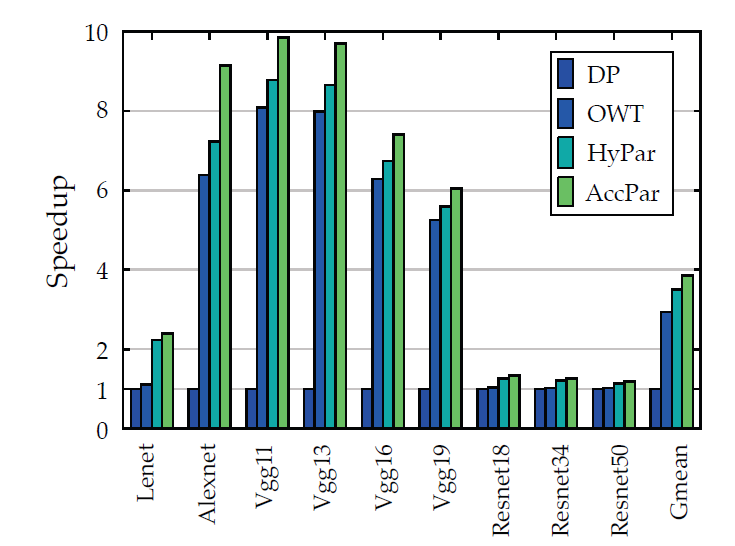 10
8
6
4
2
1
0
Speedup
DP
OWT
HyPar
AccPar
Lenet
Alexnet
Vgg11
Vgg13
Vgg16
Vgg19
Resnet18
Resnet34
Resnet50
Gmean